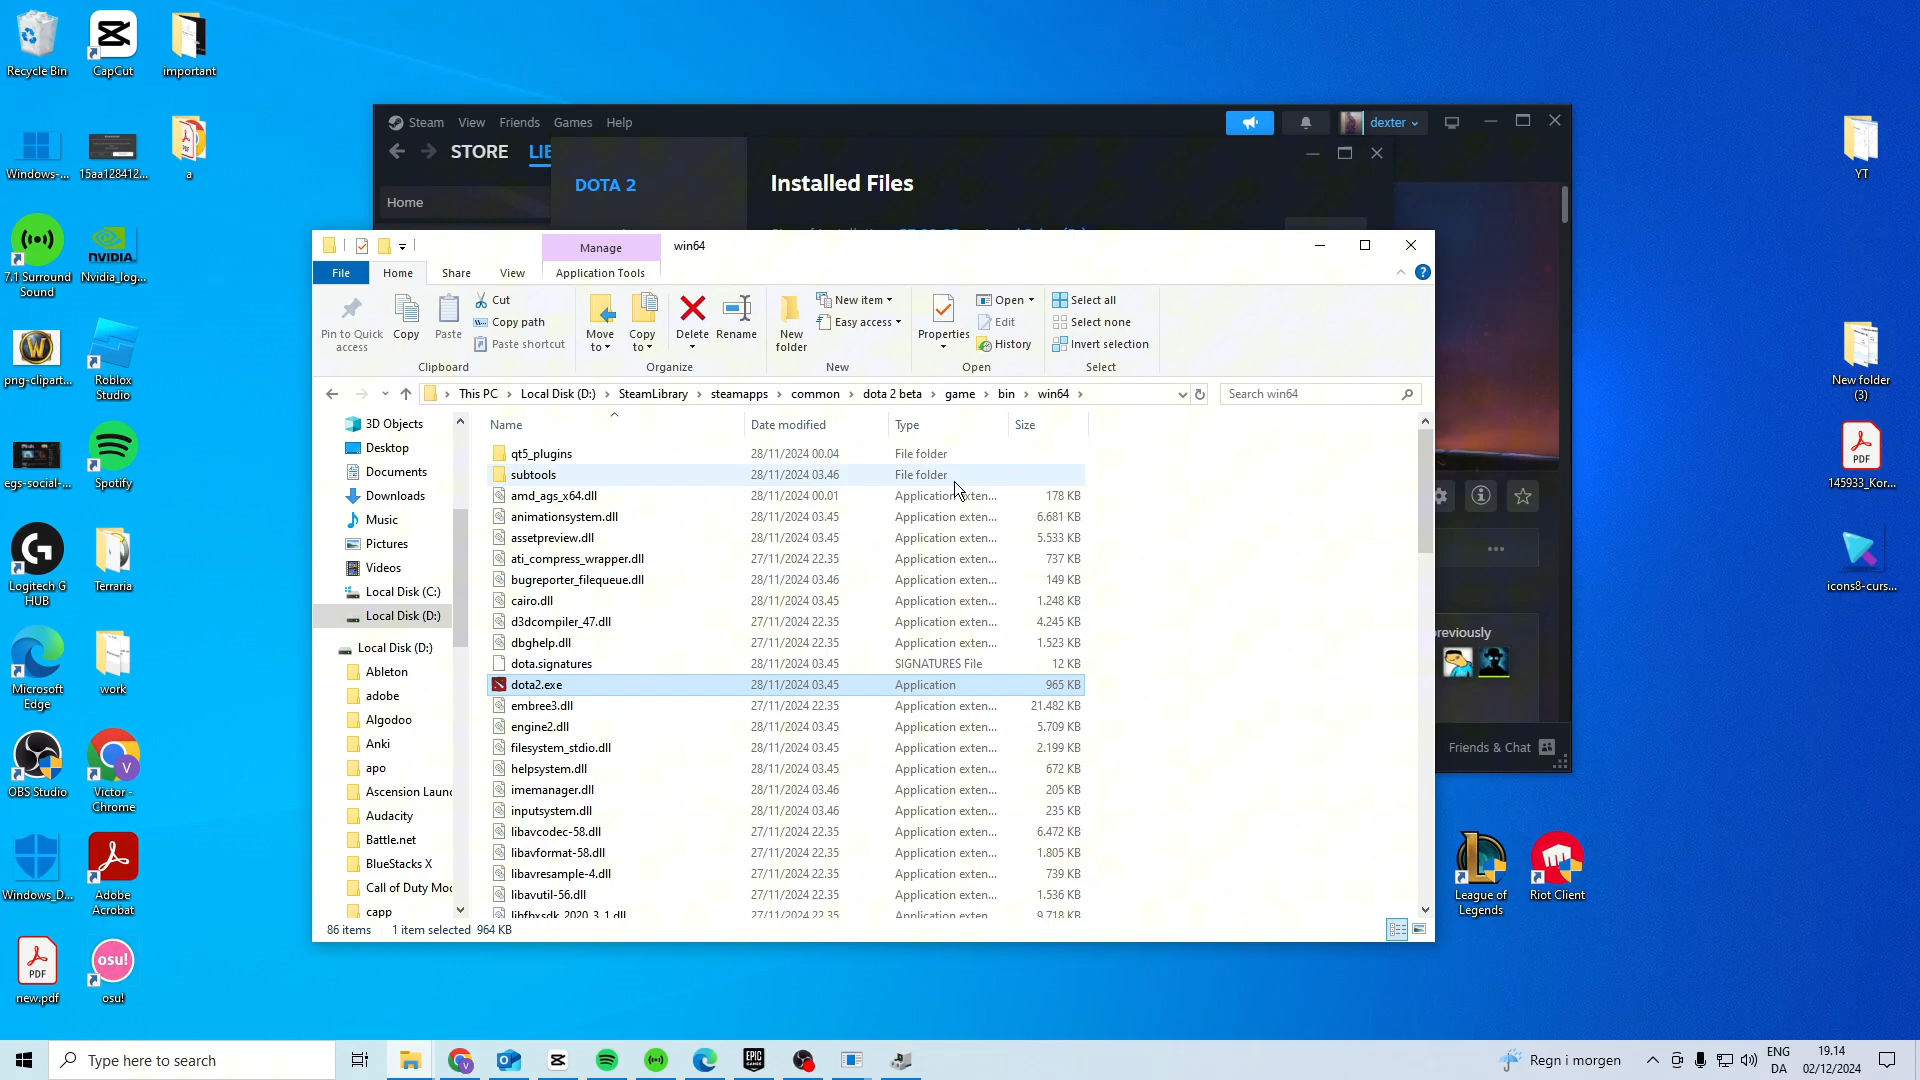 Recycle Bin
CapCut
important
Windows-...
15aa128412...
a
7.1 Surround Sound
Nvidia_log...
png-clipart...
Roblox Studio
egs-social-...
Spotify
Logitech G HUB
Terraria
Microsoft Edge
work
OBS Studio
Victor - Chrome
Windows_D...
Adobe Acrobat
new.pdf
osu!
Steam View Friends Games Help
dexter
STORE LIB
Home
DOTA 2
Installed Files
Manage
win64
File Home Share View Application Tools
Pin to Quick access
Copy
Paste
Cut
Copy path
Paste shortcut
Clipboard
Move to
Copy to
Delete
Rename
Organize
New folder
New item
Easy access
New
Properties
Open
Edit
History
Open
Select all
Select none
Invert selection
Select
This PC > Local Disk (D:) > SteamLibrary > steamapps > common > dota 2 beta > game > bin > win64 >
Search win64
3D Objects
Desktop
Documents
Downloads
Music
Pictures
Videos
Local Disk (C:)
Local Disk (D:)
Local Disk (D:)
Ableton
adobe
Algodoo
Anki
apo
Ascension Launc
Audacity
Battle.net
BlueStacks X
Call of Duty Mod
capp
Name Date modified Type Size
qt5_plugins 28/11/2024 00.04 File folder
subtools 28/11/2024 03.46 File folder
amd_ags_x64.dll 28/11/2024 00.01 Application exten... 178 KB
animationsystem.dll 28/11/2024 03.45 Application exten... 6.681 KB
assetpreview.dll 28/11/2024 03.45 Application exten... 5.533 KB
ati_compress_wrapper.dll 27/11/2024 22.35 Application exten... 737 KB
bugreporter_filequeue.dll 28/11/2024 03.46 Application exten... 149 KB
cairo.dll 28/11/2024 03.45 Application exten... 1.248 KB
d3dcompiler_47.dll 27/11/2024 22.35 Application exten... 4.245 KB
dbghelp.dll 27/11/2024 22.35 Application exten... 1.523 KB
dota.signatures 28/11/2024 03.45 SIGNATURES File 12 KB
dota2.exe 28/11/2024 03.45 Application 965 KB
embree3.dll 27/11/2024 22.35 Application exten... 21.482 KB
engine2.dll 28/11/2024 03.45 Application exten... 5.709 KB
filesystem_stdio.dll 28/11/2024 03.45 Application exten... 2.199 KB
helpsystem.dll 28/11/2024 03.45 Application exten... 672 KB
imemanager.dll 28/11/2024 03.46 Application exten... 205 KB
inputsystem.dll 28/11/2024 03.46 Application exten... 235 KB
libavcodec-58.dll 27/11/2024 22.35 Application exten... 6.472 KB
libavformat-58.dll 27/11/2024 22.35 Application exten... 1.805 KB
libavresample-4.dll 27/11/2024 22.35 Application exten... 739 KB
libavutil-56.dll 27/11/2024 22.35 Application exten... 1.536 KB
libfbxsdk_2020_3_1.dll 27/11/2024 22.35 Application exten... 9.718 KB
86 items 1 item selected 964 KB
reviously
Friends & Chat
YT
New folder (3)
PDF
145933_Kor...
icons8-curs...
League of Legends
Riot Client
Type here to search
EPIC GAMES
Regn i morgen
ENG
DA
19.14
02/12/2024